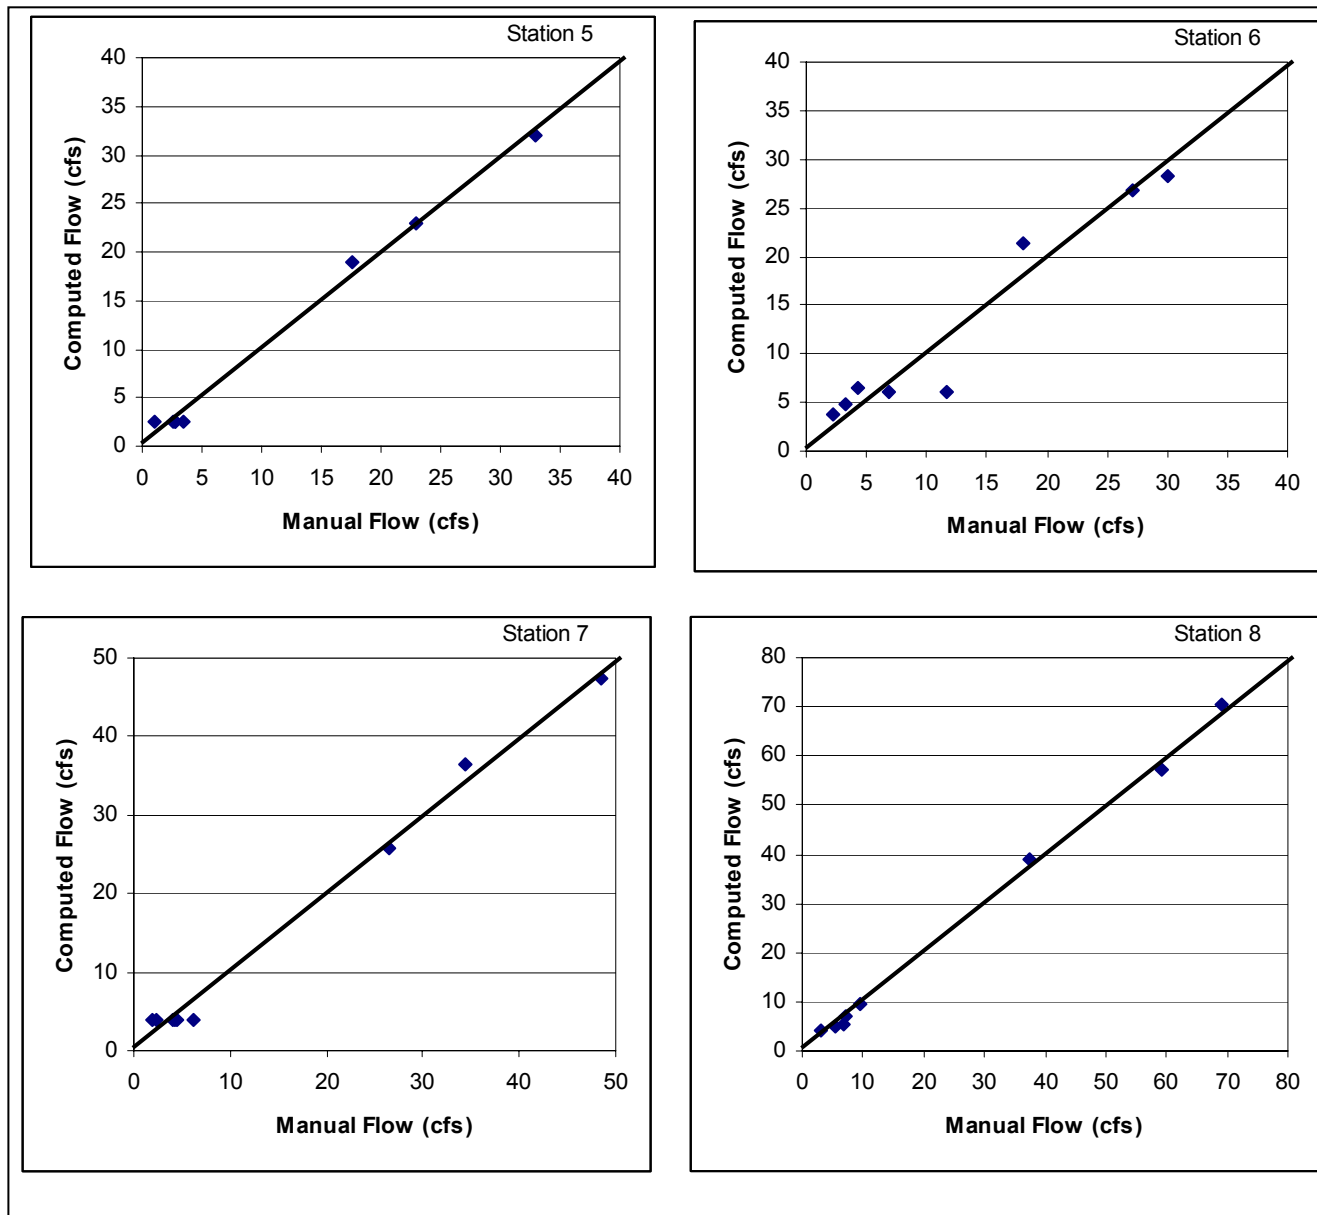 Station 5
40
35
30
25
20
15
10
5
0
Computed Flow (cfs)
0 5 10 15 20 25 30 35 40
Manual Flow (cfs)
Station 6
40
35
30
25
20
15
10
5
0
Computed Flow (cfs)
0 5 10 15 20 25 30 35 40
Manual Flow (cfs)
Station 7
50
40
30
20
10
0
Computed Flow (cfs)
0 10 20 30 40 50
Manual Flow (cfs)
Station 8
80
70
60
50
40
30
20
10
0
Computed Flow (cfs)
0 10 20 30 40 50 60 70 80
Manual Flow (cfs)